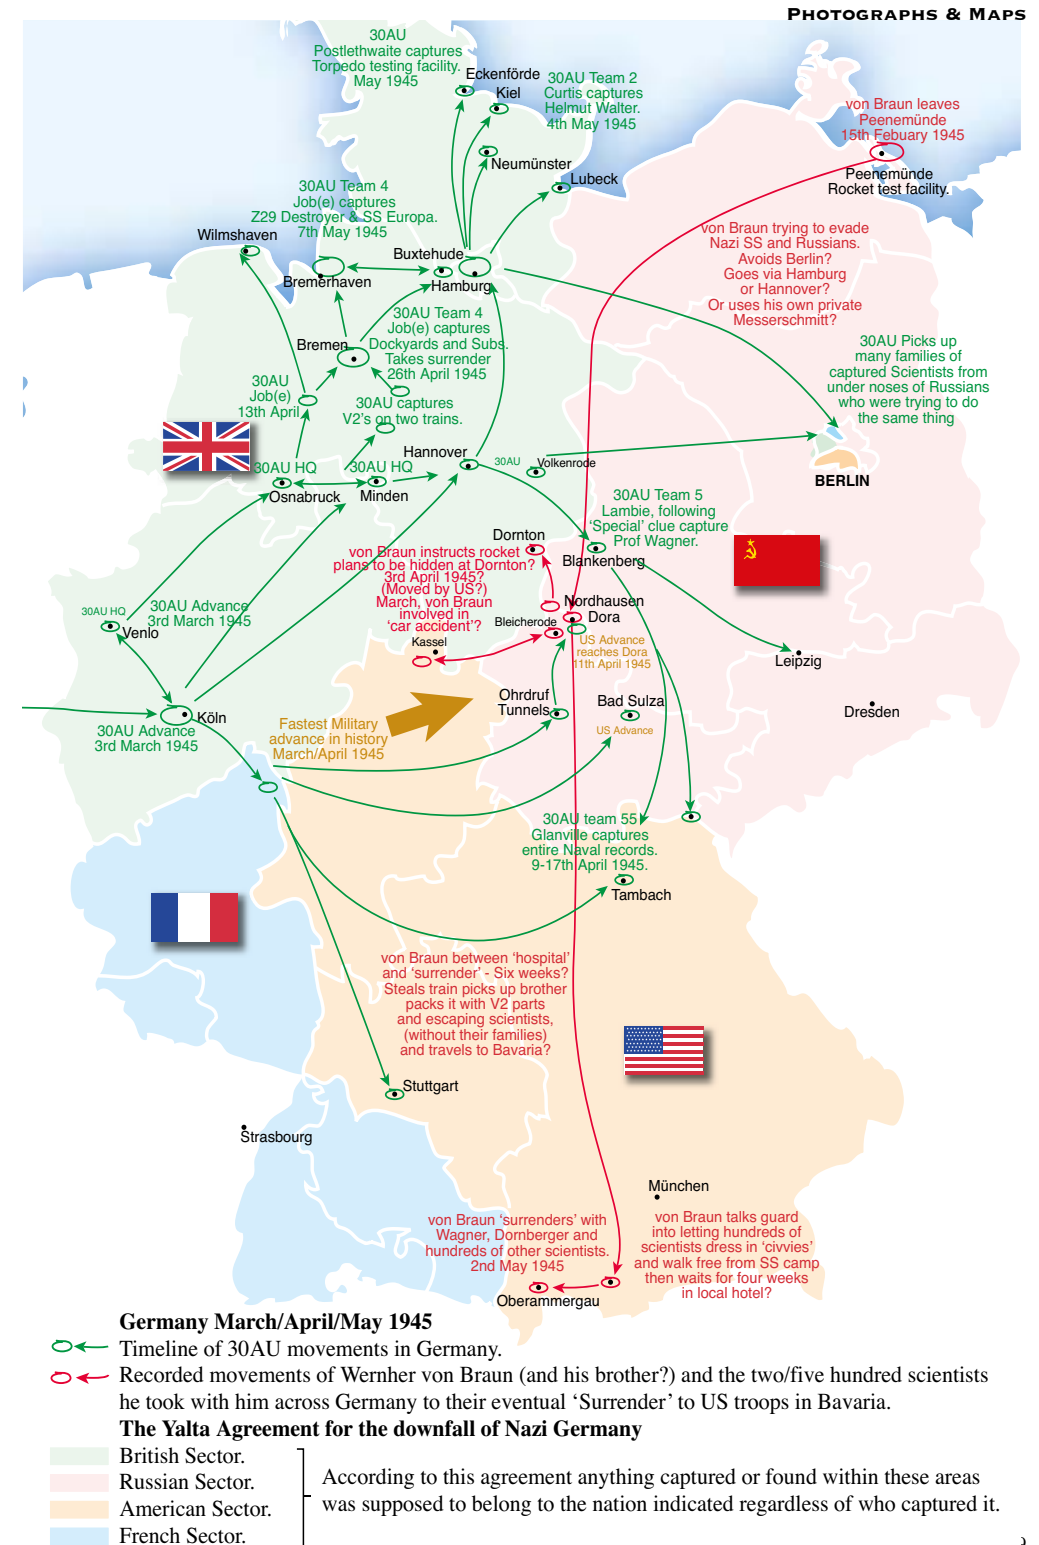 PHOTOGRAPHS & MAPS
30AU
Postlethwaite captures
Torpedo testing facility.
May 1945
Eckenförde
Kiel
30AU Team 2
Curtis captures
Helmut Walter.
4th May 1945
von Braun leaves
Peenemünde
15th Febuary 1945
Neumünster
Lubeck
Peenemünde
Rocket test facility.
30AU Team 4
Job(e) captures
Z29 Destroyer & SS Europa.
7th May 1945
Wilmshaven
Buxtehude
Bremerhaven
Hamburg
von Braun trying to evade
Nazi SS and Russians.
Avoids Berlin?
Goes via Hamburg
or Hannover?
Or uses his own private
Messerschmitt?
30AU Team 4
Job(e) captures
Dockyards and Subs.
Takes surrender
26th April 1945
Bremen
30AU Picks up
many families of
captured Scientists from
under noses of Russians
who were trying to do
the same thing
30AU
Job(e)
13th April
30AU captures
V2's on two trains.
Hannover
30AU
Volkenrode
30AU HQ
30AU HQ
Osnabruck
Minden
BERLIN
30AU Team 5
Lambie, following
‘Special’ clue capture
Prof Wagner.
Dornton
Blankenberg
von Braun instructs rocket
plans to be hidden at Dornton?
3rd April 1945?
(Moved by US?)
March, von Braun
involved in
‘car accident’?
Nordhausen
Dora
Bleicherode
Kassel
30AU HQ
Venlo
30AU Advance
3rd March 1945
US Advance
reaches Dora
11th April 1945
Leipzig
Ohrdruf
Tunnels
Bad Sulza
US Advance
Dresden
Köln
30AU Advance
3rd March 1945
Fastest Military
advance in history
March/April 1945
30AU team 55
Glanville captures
entire Naval records.
9-17th April 1945.
Tambach
von Braun between ‘hospital’
and ‘surrender’ - Six weeks?
Steals train picks up brother
packs it with V2 parts
and escaping scientists,
(without their families)
and travels to Bavaria?
Stuttgart
Strasbourg
München
von Braun ‘surrenders’ with
Wagner, Dornberger and
hundreds of other scientists.
2nd May 1945
von Braun talks guard
into letting hundreds of
scientists dress in ‘civvies’
and walk free from SS camp
then waits for four weeks
in local hotel?
Oberammergau
Germany March/April/May 1945
Timeline of 30AU movements in Germany.
Recorded movements of Wernher von Braun (and his brother?) and the two/five hundred scientists
he took with him across Germany to their eventual ‘Surrender’ to US troops in Bavaria.
The Yalta Agreement for the downfall of Nazi Germany
British Sector.
Russian Sector.
American Sector.
French Sector.
According to this agreement anything captured or found within these areas
was supposed to belong to the nation indicated regardless of who captured it.